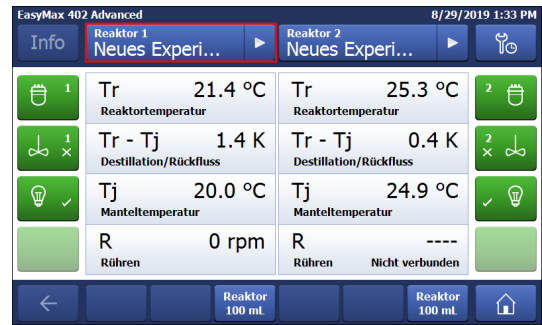 EasyMax 402 Advanced
8/29/2019 1:33 PM
Info
Reaktor 1
Neues Experi...
Reaktor 2
Neues Experi...
1
Tr 21.4 °C
Reaktortemperatur
Tr 25.3 °C
Reaktortemperatur
2
1
Tr - Tj 1.4 K
Destillation/Rückfluss
Tr - Tj 0.4 K
Destillation/Rückfluss
2
Tj 20.0 °C
Manteltemperatur
Tj 24.9 °C
Manteltemperatur
R 0 rpm
Rühren
R ----
Rühren Nicht verbunden
Reaktor
100 mL
Reaktor
100 mL